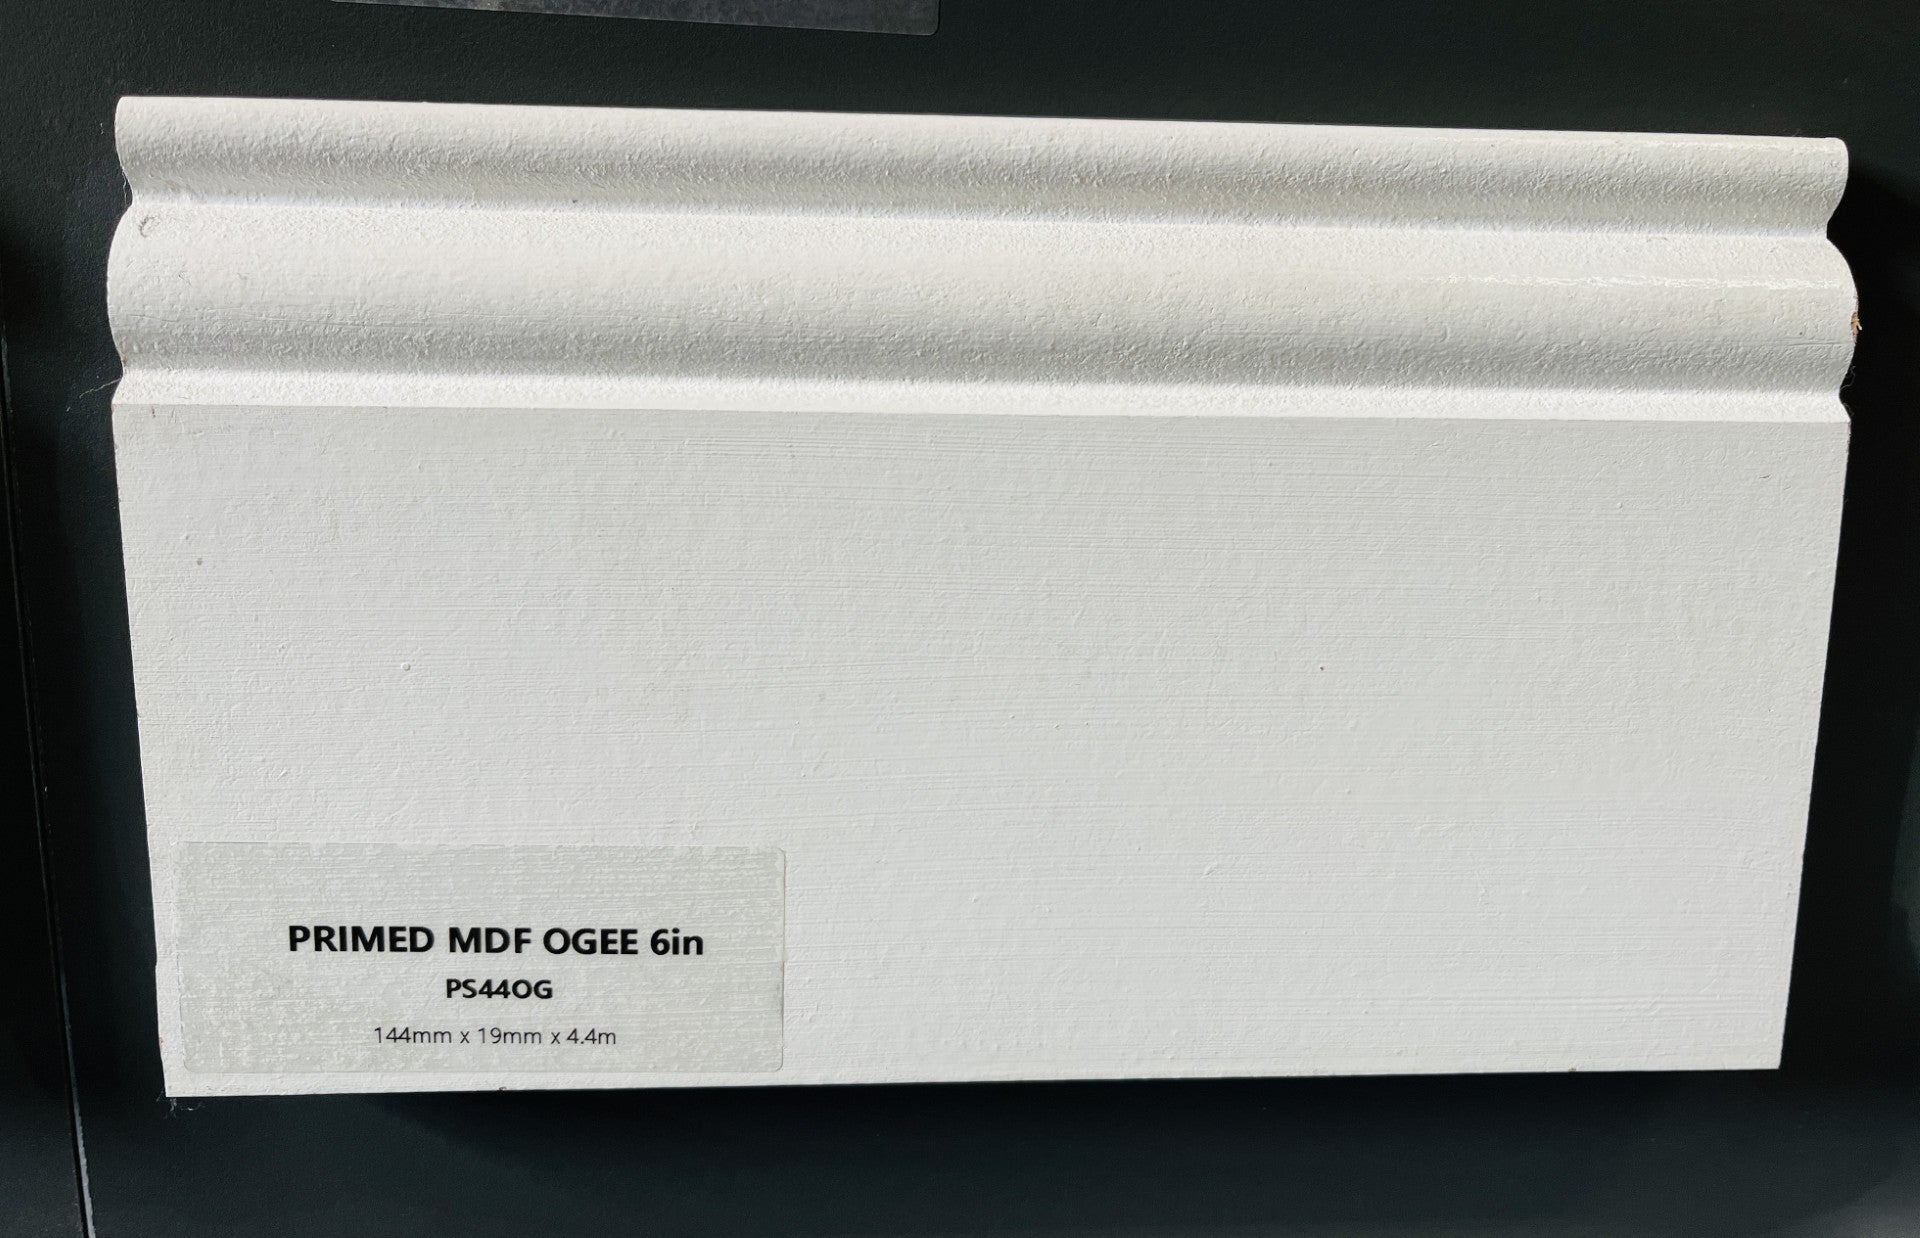 PRIMED MDF OGEE 6in
PS44OG
144mm x 19mm x 4.4m